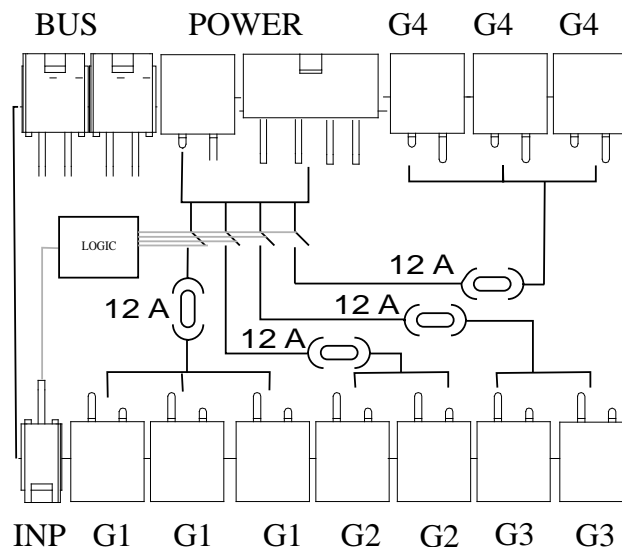 BUS POWER G4 G4 G4
LOGIC
12 A
12 A
12 A
12 A
INP G1 G1 G1 G2 G2 G3 G3